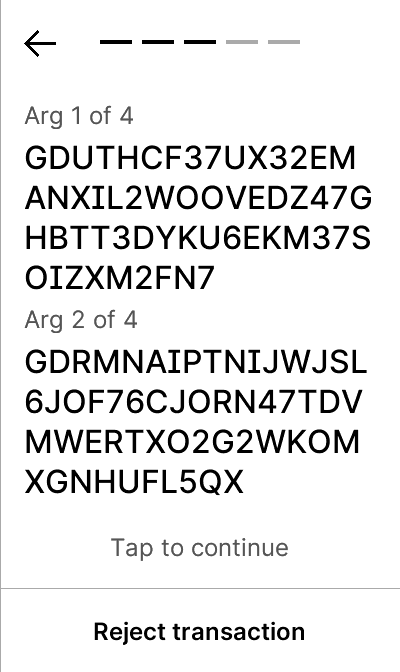 Arg 1 of 4
GDUTHCF37UX32EM
ANXIL2WOOVEDZ47G
HBTT3DYKU6EKM37S
OIZXM2FN7
Arg 2 of 4
GDRMNAIPTNIJWJSL
6JOF76CJORN47TDV
MWERTXO2G2WKOM
XGNHUFL5QX
Tap to continue
Reject transaction